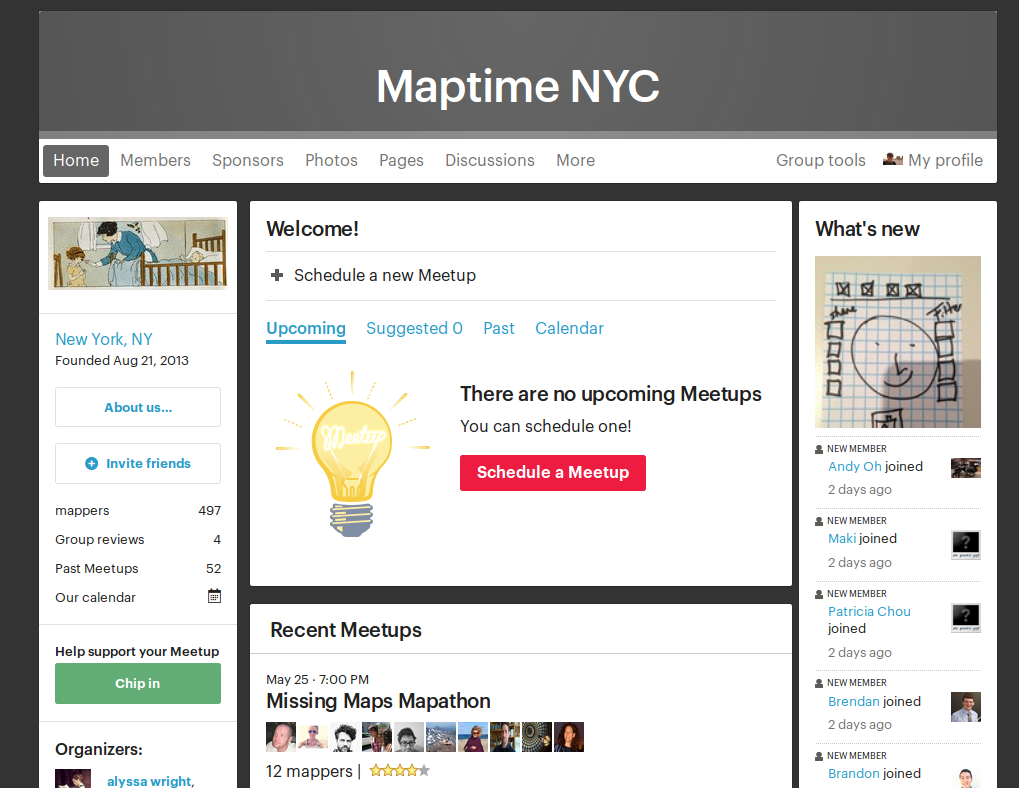 Maptime NYC
Home Members Sponsors Photos Pages Discussions More Group tools My profile
New York, NY
Founded Aug 21, 2013
About us...
Invite friends
mappers 497
Group reviews 4
Past Meetups 52
Our calendar
Help support your Meetup
Chip in
Organizers:
alyssa wright,
Welcome!
Schedule a new Meetup
Upcoming Suggested 0 Past Calendar
Meetup
There are no upcoming Meetups
You can schedule one!
Schedule a Meetup
Recent Meetups
May 25 · 7:00 PM
Missing Maps Mapathon
12 mappers |
What's new
share Filter
NEW MEMBER
Andy Oh joined
2 days ago
NEW MEMBER
Maki joined
2 days ago
?
NEW MEMBER
Patricia Chou
joined
2 days ago
?
NEW MEMBER
Brendan joined
2 days ago
NEW MEMBER
Brandon joined